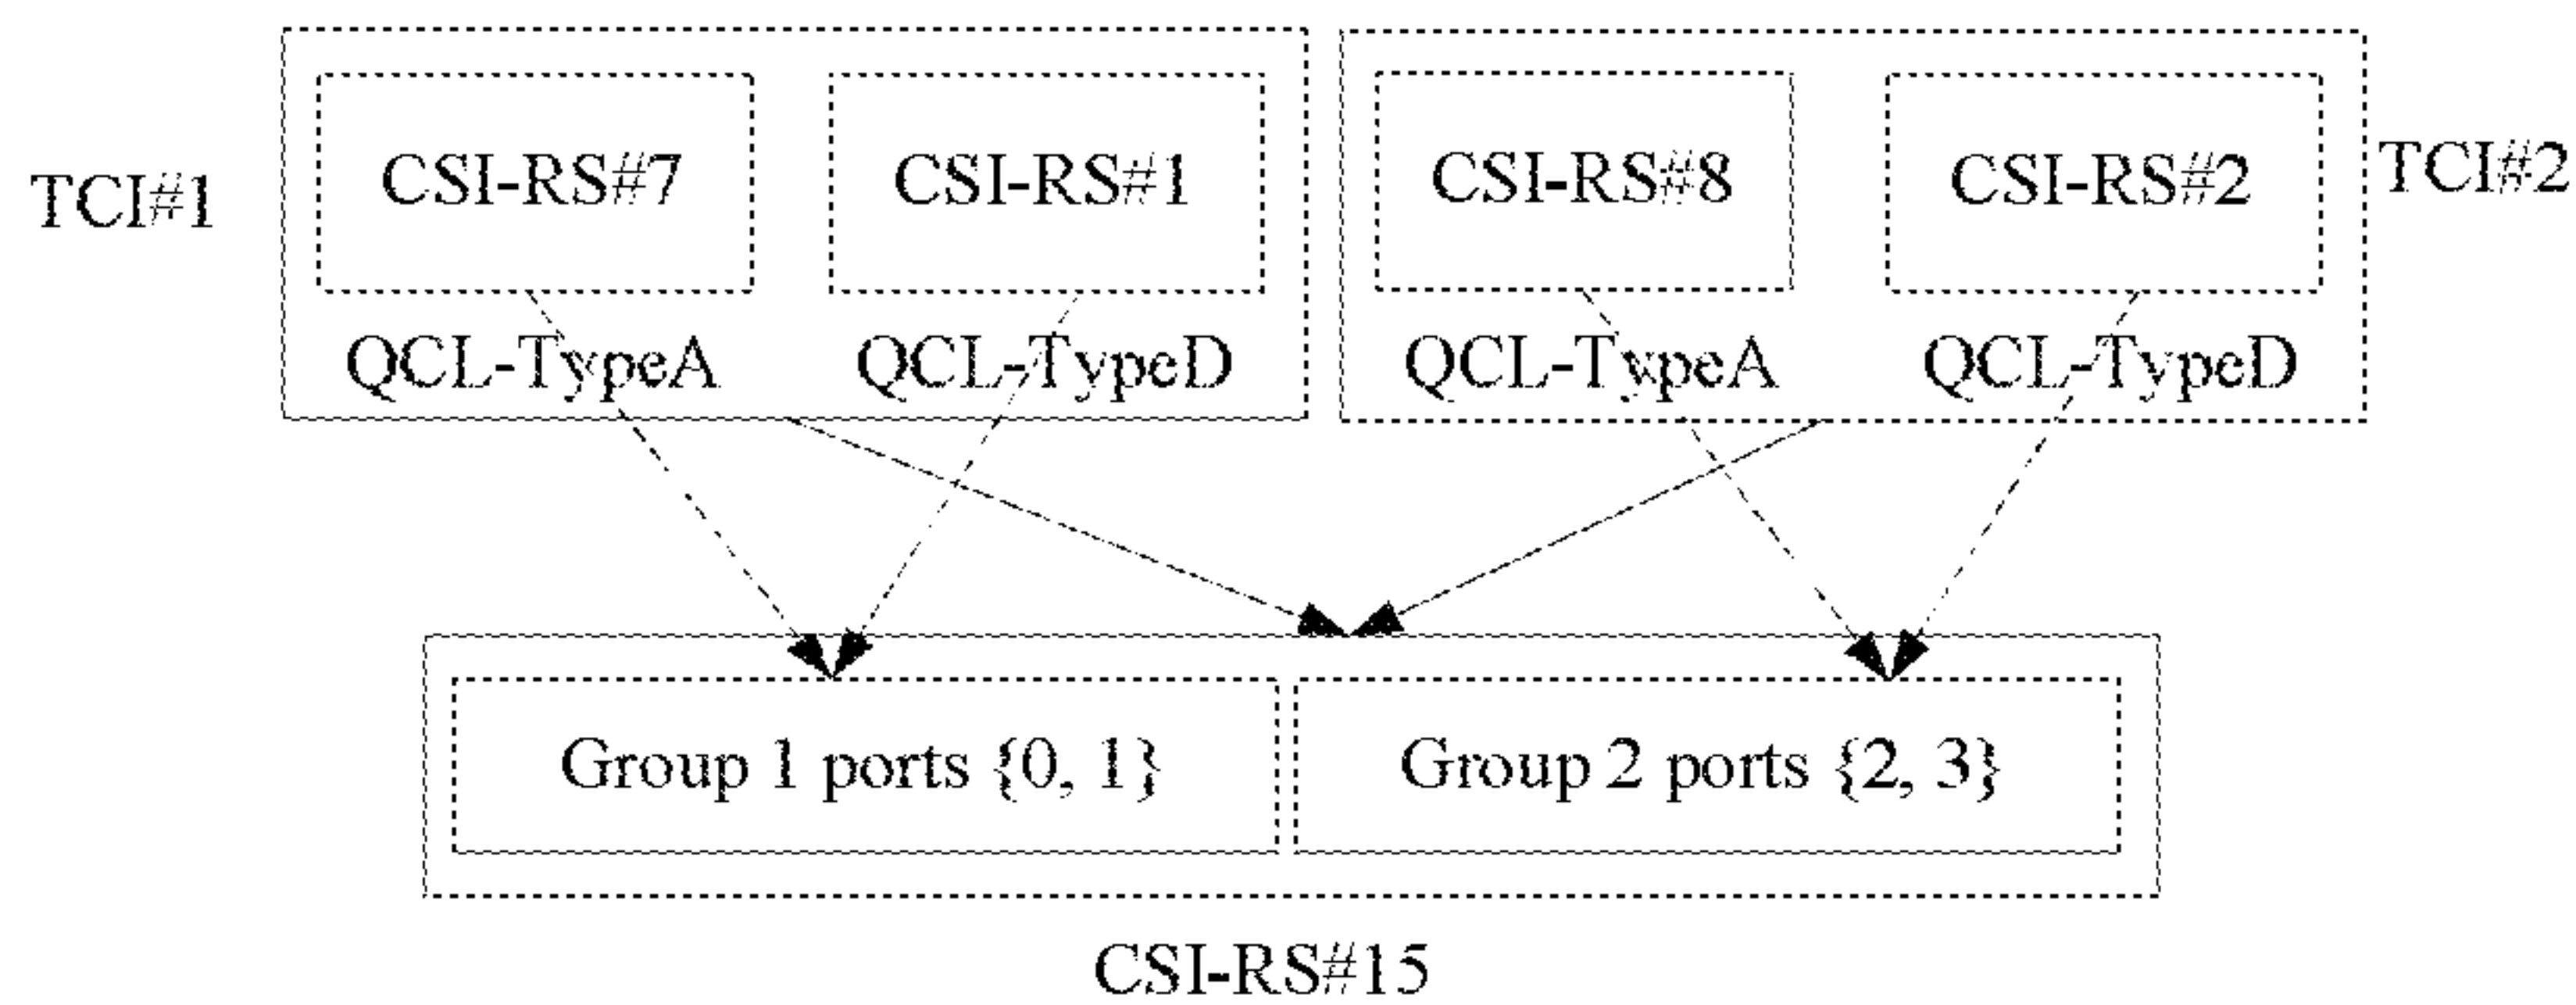 TCI#1
CSI-RS#7
CSI-RS#1
CSI-RS#8
CSI-RS#2
TCI#2
QCL-TypeA
QCL-TypeD
QCL-TypeA
QCL-TypeD
Group 1 ports {0, 1}
Group 2 ports {2, 3}
CSI-RS#15